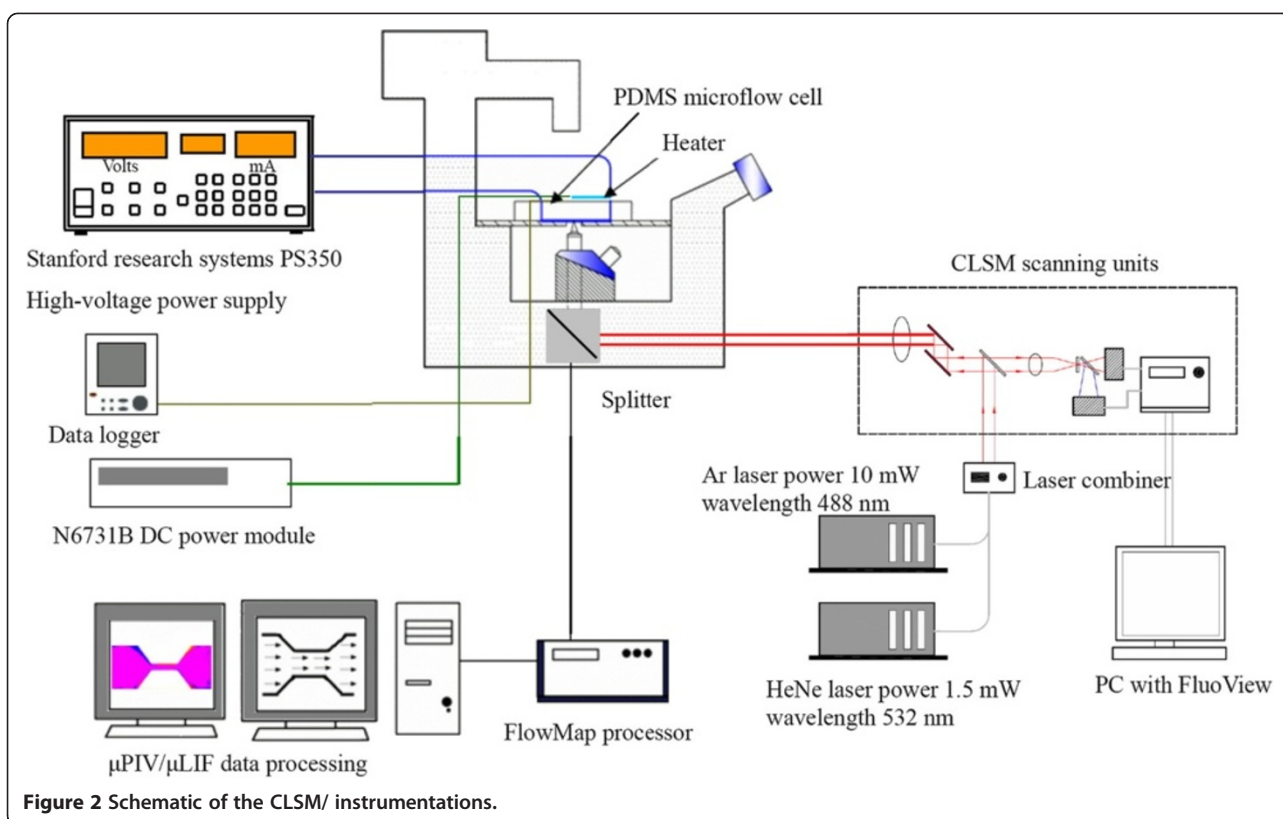 PDMS microflow cell
Heater
Volts
mA
Stanford research systems PS350
High-voltage power supply
CLSM scanning units
Splitter
Data logger
Ar laser power 10 mW
wavelength 488 nm
Laser combiner
N6731B DC power module
HeNe laser power 1.5 mW
wavelength 532 nm
PC with FluoView
FlowMap processor
μPIV/μLIF data processing
Figure 2 Schematic of the CLSM/ instrumentations.